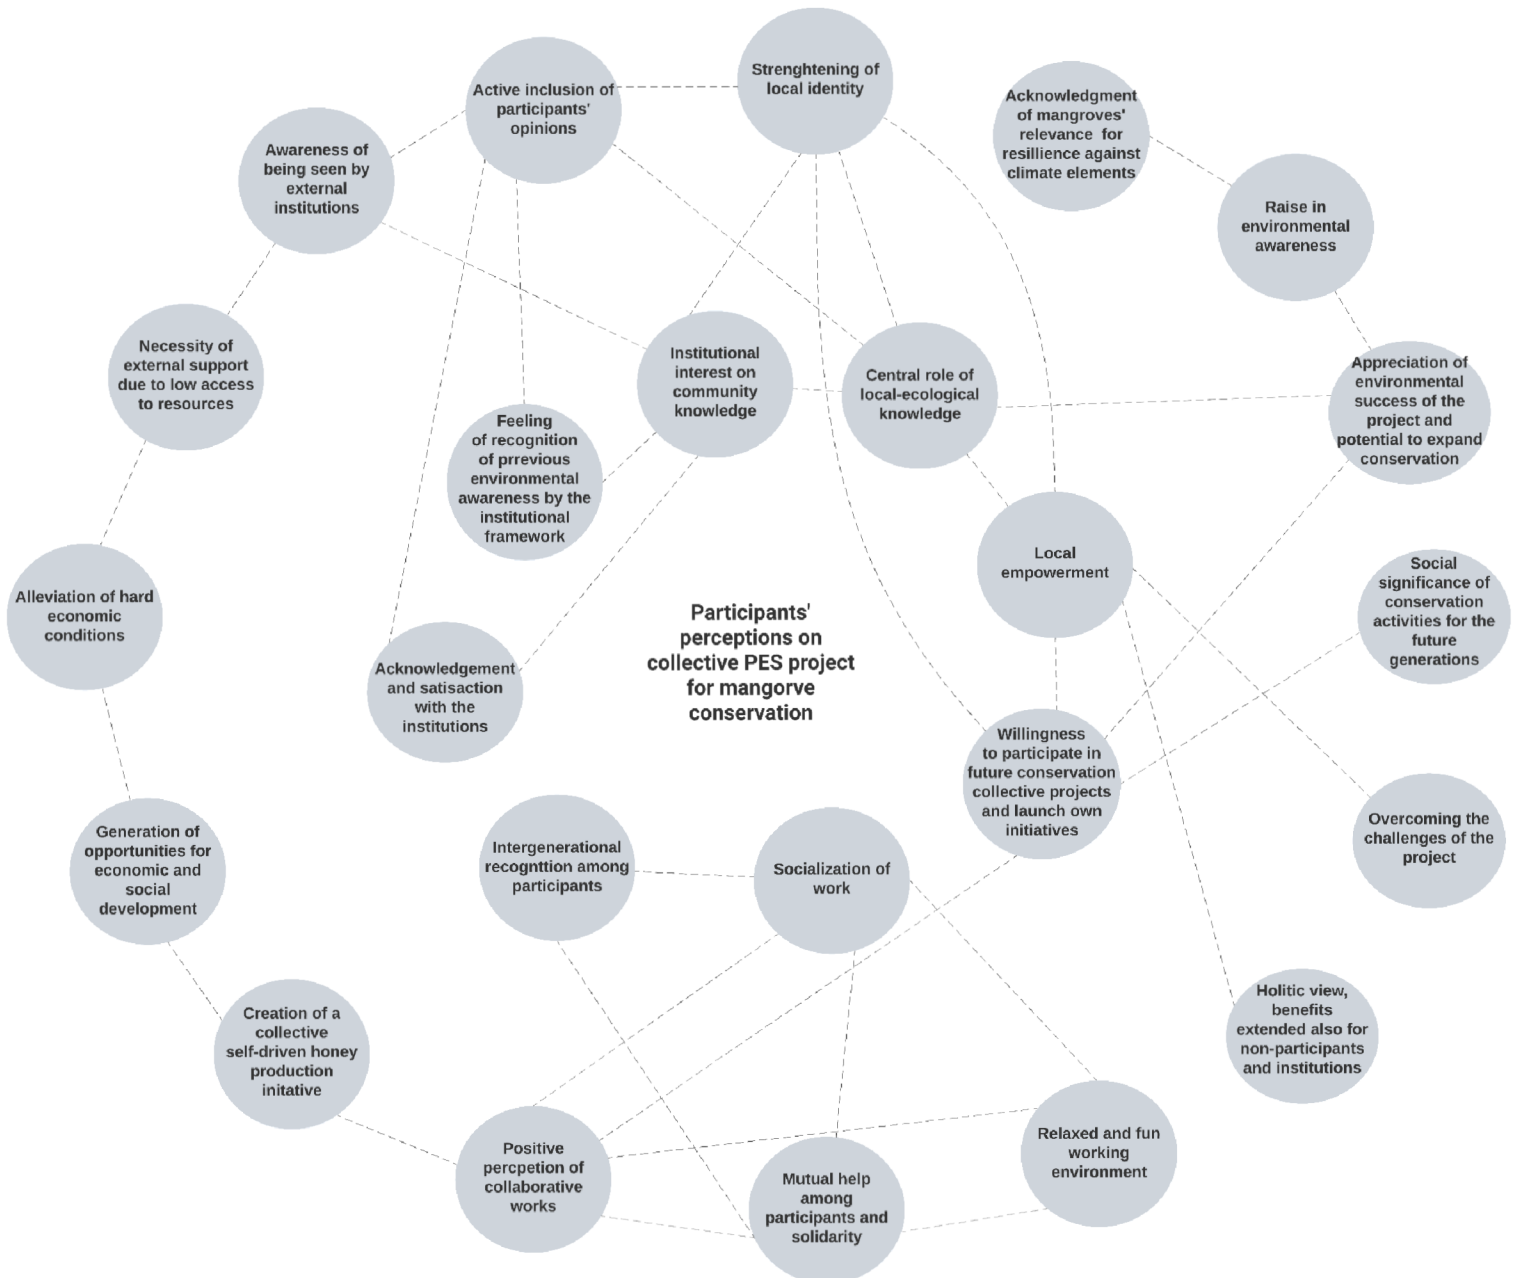 Strenghtening of
local identity
Active inclusion of
participants'
opinions
Acknowledgment
of mangroves'
relevance for
resillience against
climate elements
Awareness of
being seen by
external
institutions
Raise in
environmental
awareness
Necessity of
external support
due to low access
to resources
Institutional
interest on
community
knowledge
Central role of
local-ecological
knowledge
Appreciation of
environmental
success of the
project and
potential to expand
conservation
Feeling
of recognition
of prrevious
environmental
awareness by the
institutional
framework
Local
empowerment
Social
significance of
conservation
activities for the
future
generations
Alleviation of hard
economic
conditions
Acknowledgement
and satisaction
with the
institutions
Participants'
perceptions on
collective PES project
for mangorve
conservation
Willingness
to participate in
future conservation
collective projects
and launch own
initiatives
Overcoming the
challenges of the
project
Generation of
opportunities for
economic and
social
development
Intergenerational
recognttion among
participants
Socialization of
work
Creation of a
collective
self-driven honey
production
initative
Holitic view,
benefits
extended also for
non-participants
and institutions
Positive
percpetion of
collaborative
works
Mutual help
among
participants and
solidarity
Relaxed and fun
working
environment